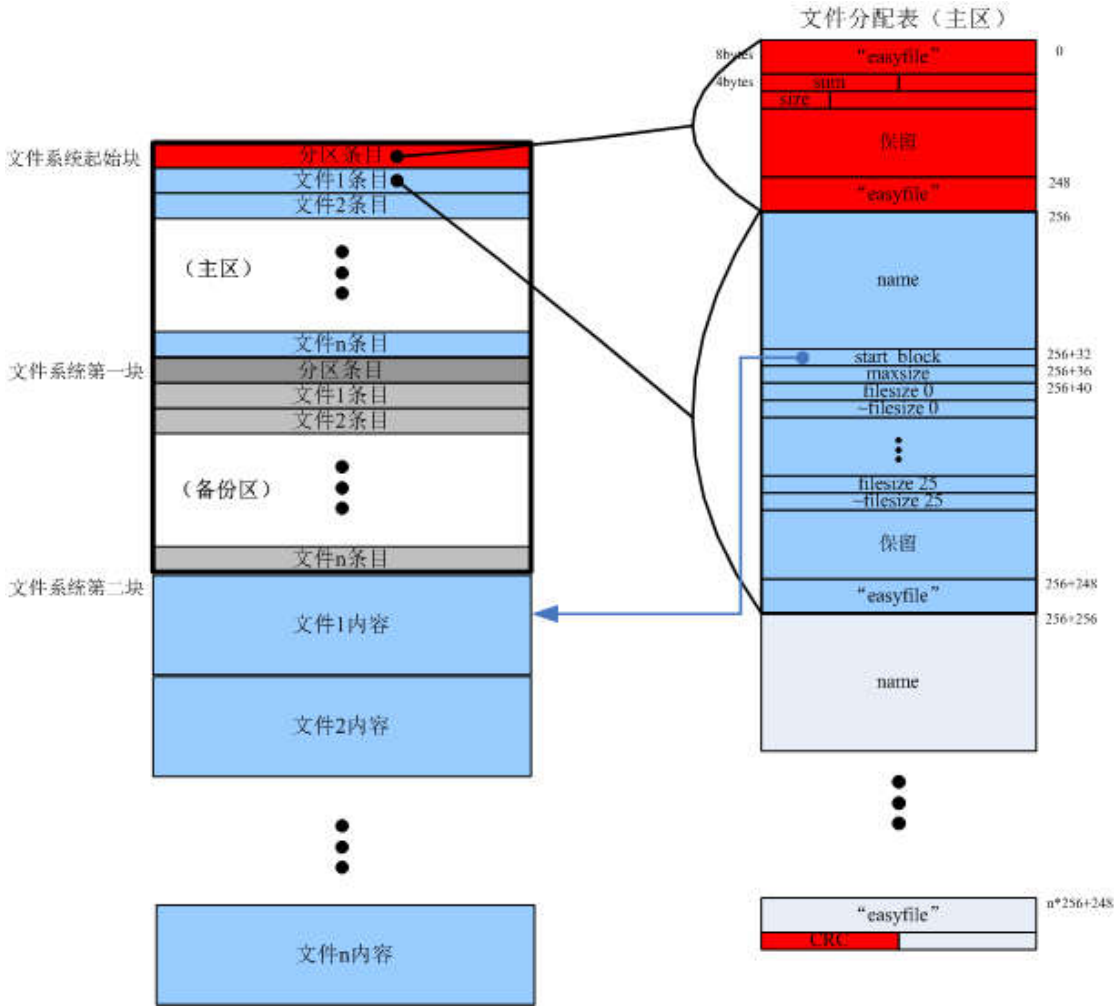 文件分配表（主区）
8bytes
“easyfile”
0
4bytes
sum
size
保留
“easyfile”
248
256
name
start_block
256+32
maxsize
256+36
filesize 0
256+40
~filesize 0
filesize 25
~filesize 25
保留
“easyfile”
256+248
256+256
name
“easyfile”
n*256+248
CRC
文件系统起始块
分区条目
文件1条目
文件2条目
（主区）
文件n条目
文件系统第一块
分区条目
文件1条目
文件2条目
（备份区）
文件n条目
文件系统第二块
文件1内容
文件2内容
文件n内容